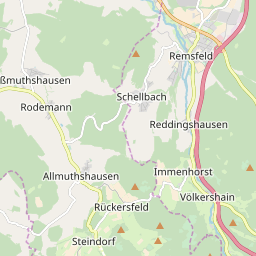 Remsfeld
ßmuthshausen
Schellbach
Rodemann
Reddingshausen
Immenhorst
Allmuthshausen
Völkershain
Rückersfeld
Steindorf